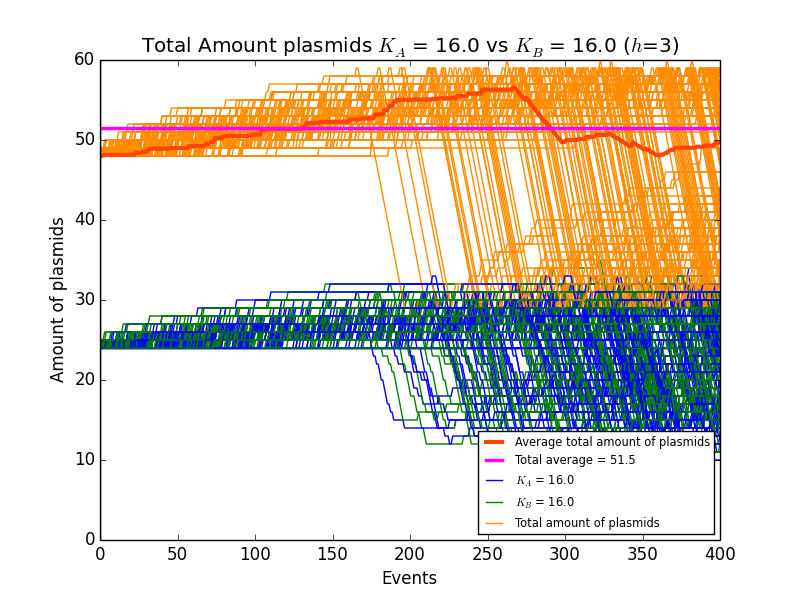 Total Amount plasmids K_A = 16.0 vs K_B = 16.0 (h=3)
60
50
40
30
20
10
0
Amount of plasmids
Average total amount of plasmids
Total average = 51.5
K_A = 16.0
K_B = 16.0
Total amount of plasmids
0 50 100 150 200 250 300 350 400
Events